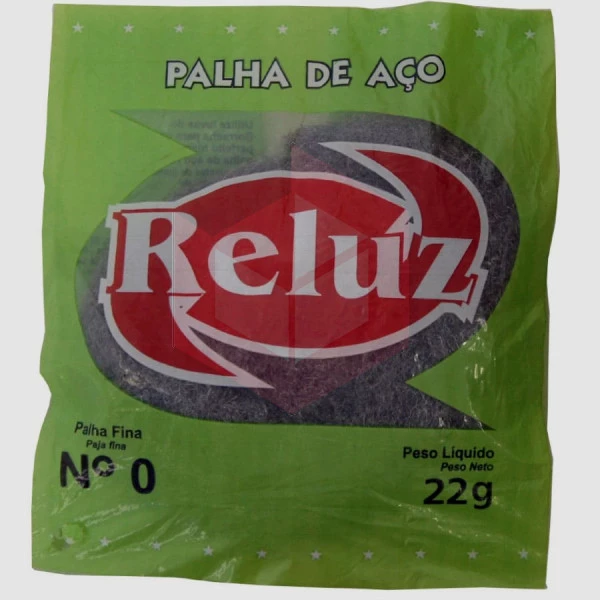 PALHA DE AÇO
Reluz
Palha Fina
Paja fina
Nº 0
Peso Líquido
Peso Neto
22g